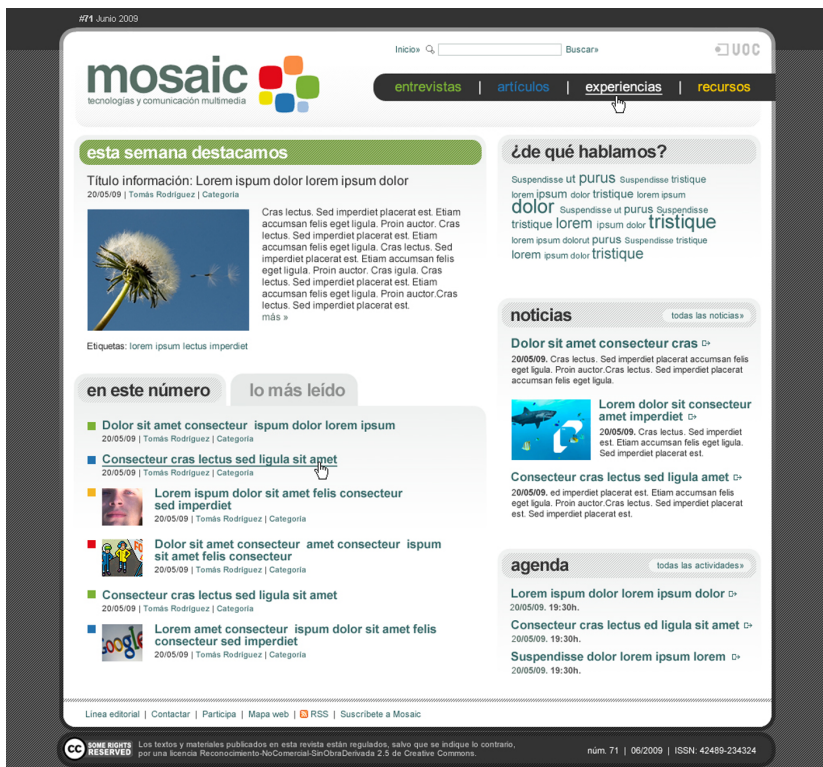 #71 Junio 2009
Inicio»
Buscar»
UOC
mosaic
tecnologías y comunicación multimedia
entrevistas | artículos | experiencias | recursos
esta semana destacamos
Título información: Lorem ispum dolor lorem ipsum dolor
20/05/09 | Tomás Rodríguez | Categoría
Cras lectus. Sed imperdiet placerat est. Etiam
accumsan felis eget ligula. Proin auctor. Cras
lectus. Sed imperdiet placerat est. Etiam
accumsan felis eget ligula. Cras lectus. Sed
imperdiet placerat est. Etiam accumsan felis
eget ligula. Proin auctor. Cras igula. Cras
lectus. Sed imperdiet placerat est. Etiam
accumsan felis eget ligula. Proin auctor.Cras
lectus. Sed imperdiet placerat est.
más »
Etiquetas: lorem ipsum lectus imperdiet
en este número
lo más leído
Dolor sit amet consecteur ispum dolor lorem ipsum
20/05/09 | Tomás Rodríguez | Categoría
Consecteur cras lectus sed ligula sit amet
20/05/09 | Tomás Rodríguez | Categoría
Lorem ispum dolor sit amet felis consecteur
sed imperdiet
20/05/09 | Tomás Rodríguez | Categoría
Dolor sit amet consecteur amet consecteur ispum
sit amet felis consecteur
20/05/09 | Tomás Rodríguez | Categoría
Consecteur cras lectus sed ligula sit amet
20/05/09 | Tomás Rodríguez | Categoría
Google
Lorem amet consecteur ispum dolor sit amet felis
consecteur sed imperdiet
20/05/09 | Tomás Rodríguez | Categoría
¿de qué hablamos?
Suspendisse ut purus Suspendisse tristique
lorem ipsum dolor tristique lorem ipsum
dolor Suspendisse ut purus Suspendisse
tristique lorem ipsum dolor tristique
lorem ipsum dolorut purus Suspendisse tristique
lorem ipsum dolor tristique
noticias
todas las noticias»
Dolor sit amet consecteur cras
20/05/09. Cras lectus. Sed imperdiet placerat accumsan felis
eget ligula. Proin auctor.Cras lectus. Sed imperdiet placerat
accumsan felis eget ligula.
Lorem dolor sit consecteur
amet imperdiet
20/05/09. Cras lectus. Sed imperdiet
est. Etiam accumsan felis eget ligula.
Sed imperdiet placerat est.
Consecteur cras lectus sed ligula amet
20/05/09. ed imperdiet placerat est. Etiam accumsan felis
eget ligula. Proin auctor.Cras lectus. Sed imperdiet placerat
est. Sed imperdiet placerat est.
agenda
todas las actividades»
Lorem ispum dolor lorem ipsum dolor
20/05/09. 19:30h.
Consecteur cras lectus ed ligula sit amet
20/05/09. 19:30h.
Suspendisse dolor lorem ipsum lorem
20/05/09. 19:30h.
Línea editorial | Contactar | Participa | Mapa web | RSS | Suscríbete a Mosaic
cc SOME RIGHTS
RESERVED
Los textos y materiales publicados en esta revista están regulados, salvo que se indique lo contrario,
por una licencia Reconocimiento-NoComercial-SinObraDerivada 2.5 de Creative Commons.
núm. 71 | 06/2009 | ISSN: 42489-234324